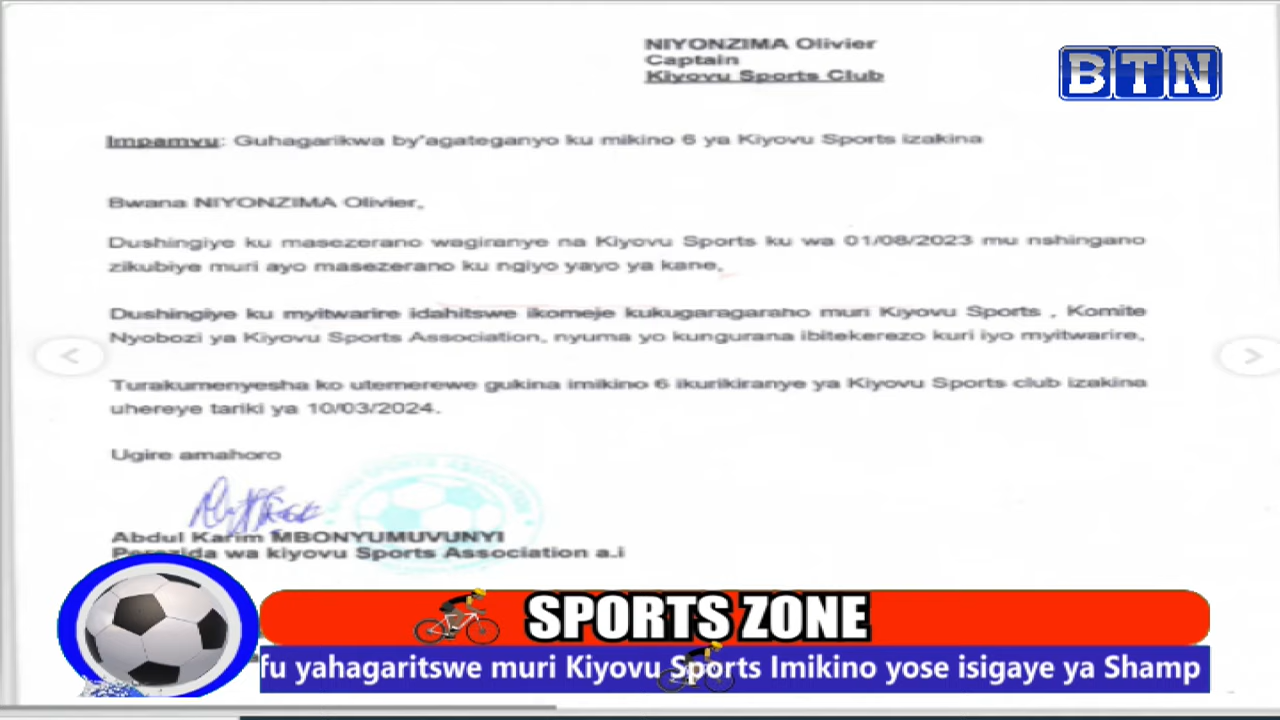 NIYONZIMA Olivier
Captain
Kiyovu Sports Club
BTN
Impamvu: Guhagarikwa by'agateganyo ku mikino 6 ya Kiyovu Sports izakina
Bwana NIYONZIMA Olivier,
Dushingiye ku masezerano wagiranye na Kiyovu Sports ku wa 01/08/2023 mu nshingano
zikubiye muri ayo masezerano ku ngiyo yayo ya kane,
Dushingiye ku myitwarire idahitswe ikomeje kukugaragaraho muri Kiyovu Sports , Komite
Nyobozi ya Kiyovu Sports Association, nyuma yo kungurana ibitekerezo kuri iyo myitwarire,
Turakumenyesha ko utemerewe gukina imikino 6 ikurikiranye ya Kiyovu Sports club izakina
uhereye tariki ya 10/03/2024.
Ugire amahoro
Abdul Karim MBONYUMUVUNYI
Perezida wa kiyovu Sports Association a.i
SPORTS ZONE
fu yahagaritswe muri Kiyovu Sports Imikino yose isigaye ya Shamp